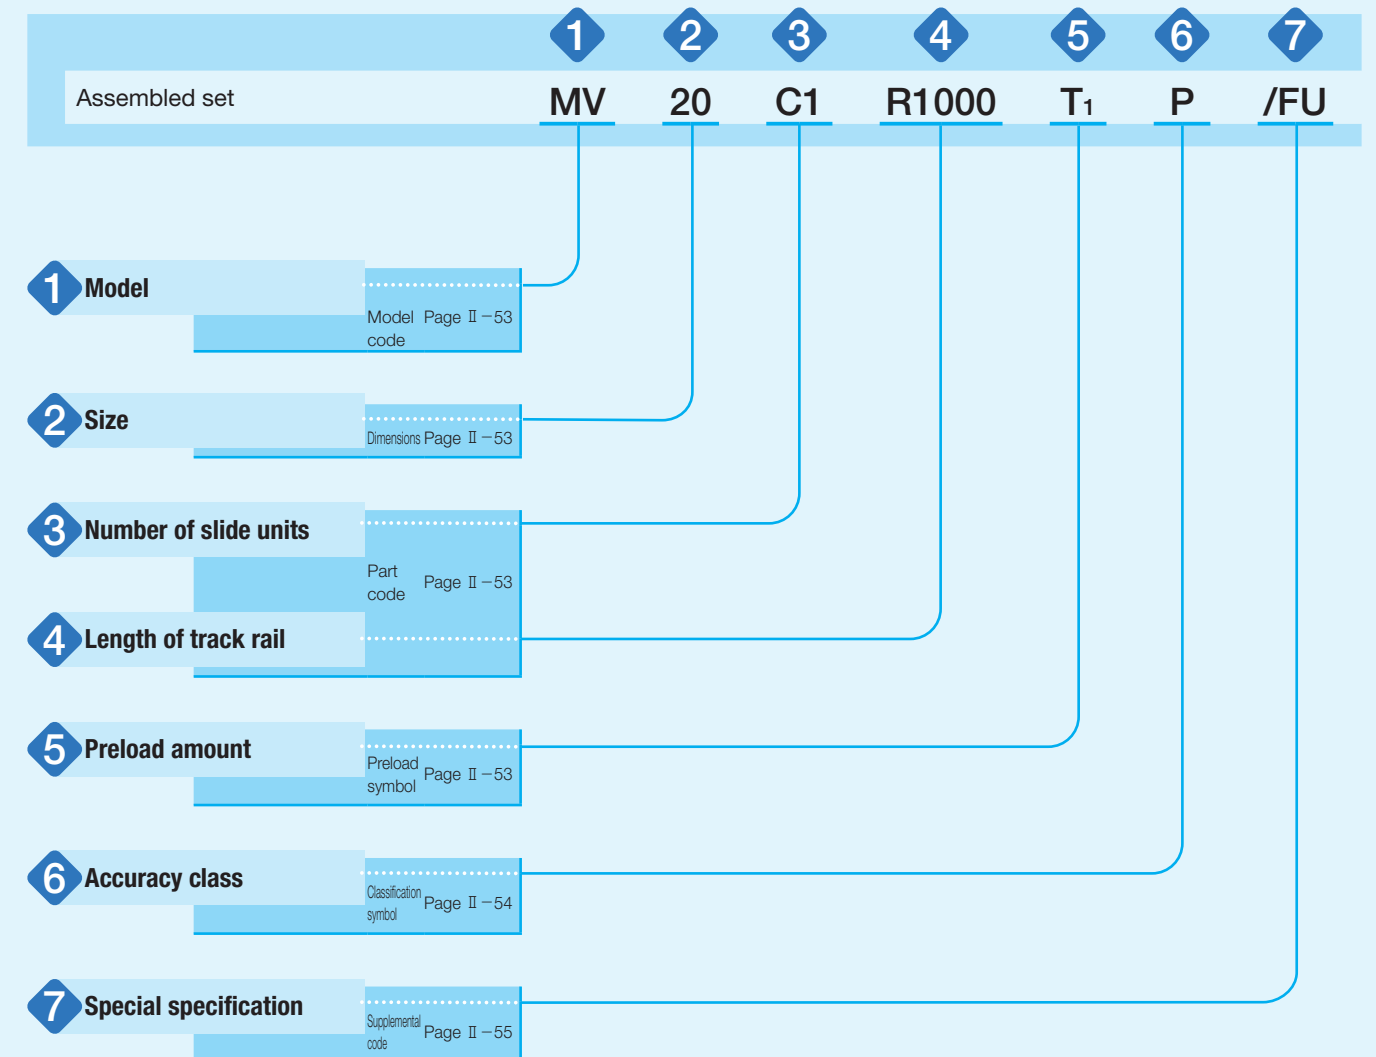 1 2 3 4 5 6 7
Assembled set MV 20 C1 R1000 T1 P /FU
1 Model
Model code Page Ⅱ－53
2 Size
Dimensions Page Ⅱ－53
3 Number of slide units
Part code Page Ⅱ－53
4 Length of track rail
5 Preload amount
Preload symbol Page Ⅱ－53
6 Accuracy class
Classification symbol Page Ⅱ－54
7 Special specification
Supplemental code Page Ⅱ－55